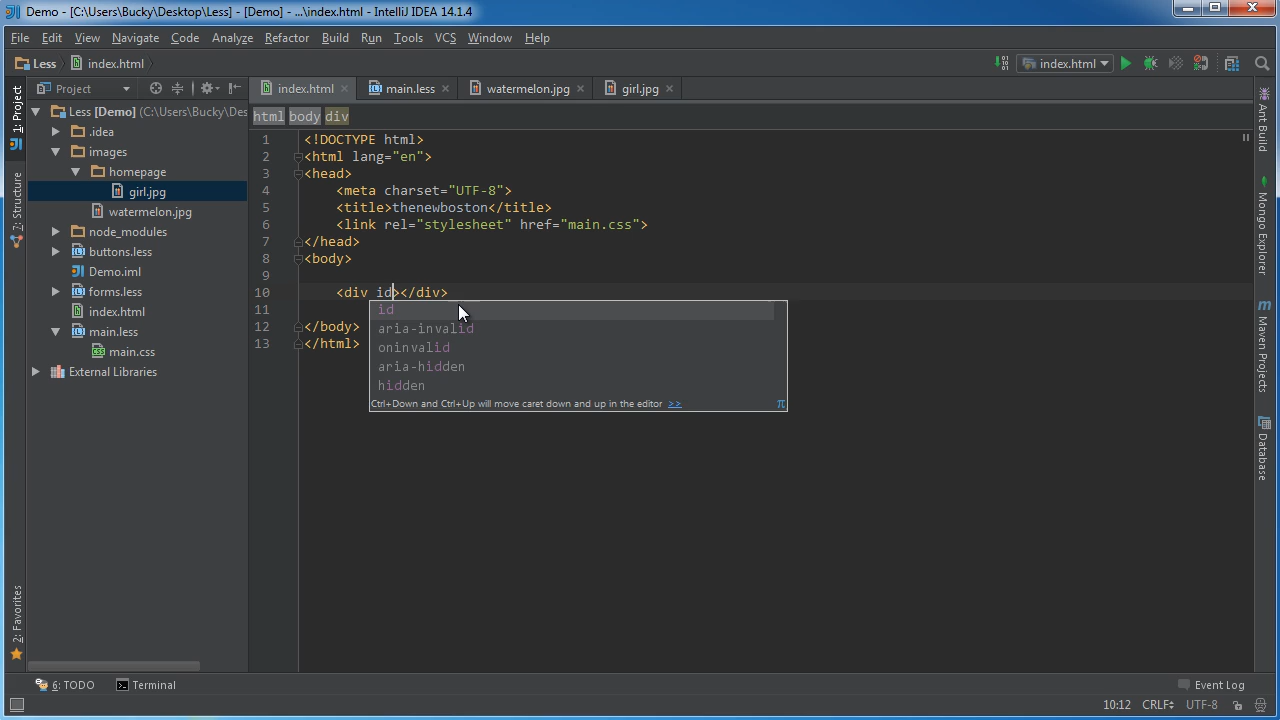 Demo - [C:\Users\Bucky\Desktop\Less] - [Demo] - ...\index.html - IntelliJ IDEA 14.1.4
File Edit View Navigate Code Analyze Refactor Build Run Tools VCS Window Help
Less index.html
index.html
Project
index.html main.less watermelon.jpg girl.jpg
1: Project
7: Structure
2: Favorites
Less [Demo] (C:\Users\Bucky\Des
.idea
images
homepage
girl.jpg
watermelon.jpg
node_modules
buttons.less
Demo.iml
forms.less
index.html
main.less
main.css
External Libraries
html body div
1 <!DOCTYPE html>
2 <html lang="en">
3 <head>
4 <meta charset="UTF-8">
5 <title>thenewboston</title>
6 <link rel="stylesheet" href="main.css">
7 </head>
8 <body>
9
10 <div id></div>
11
12 </body>
13 </html>
id
aria-invalid
oninvalid
aria-hidden
hidden
Ctrl+Down and Ctrl+Up will move caret down and up in the editor >> π
Ant Build
Mongo Explorer
Maven Projects
Database
6: TODO Terminal Event Log
10:12 CRLF UTF-8